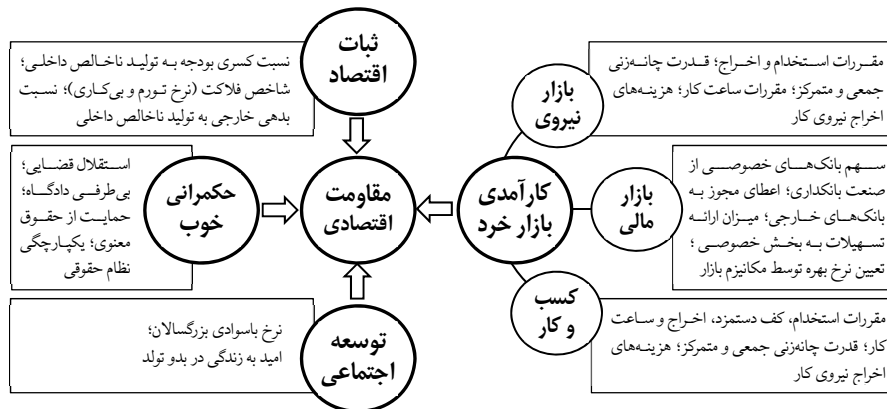 ثبات
اقتصاد
نسبت کسری بودجه به تولید ناخالص داخلی؛
شاخص فلاکت (نرخ تورم و بی‌کاری)؛ نسبت
بدهی خارجی به تولید ناخالص داخلی
مقررات استخدام و اخراج؛ قدرت چانه‌زنی
جمعی و متمرکز؛ مقررات ساعت کار؛ هزینه‌های
اخراج نیروی کار
بازار
نیروی
سهم بانک‌های خصوصی از
صنعت بانکداری؛ اعطای مجوز به
بانک‌های خارجی؛ میزان ارائه
تسهیلات به بخش خصوصی؛
تعیین نرخ بهره توسط مکانیزم بازار
بازار
مالی
کارآمدی
بازار خرد
مقاومت
اقتصادی
حکمرانی
خوب
استقلال قضایی؛
بی‌طرفی دادگاه؛
حمایت از حقوق
معنوی؛ یکپارچگی
نظام حقوقی
کسب
و کار
مقررات استخدام، کف دستمزد، اخراج و ساعت
کار؛ قدرت چانه‌زنی جمعی و متمرکز؛ هزینه‌های
اخراج نیروی کار
توسعه
اجتماعی
نرخ باسوادی بزرگسالان؛
امید به زندگی در بدو تولد